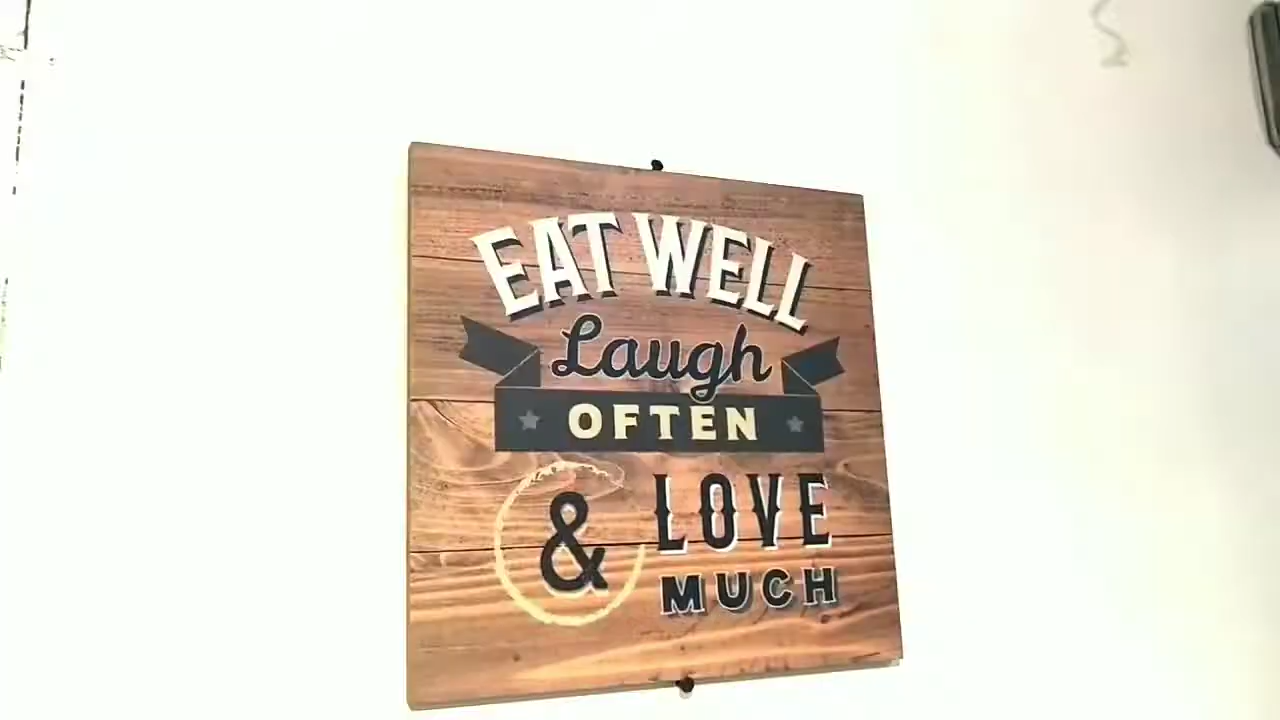 EAT WELL
Laugh
OFTEN
& LOVE
MUCH